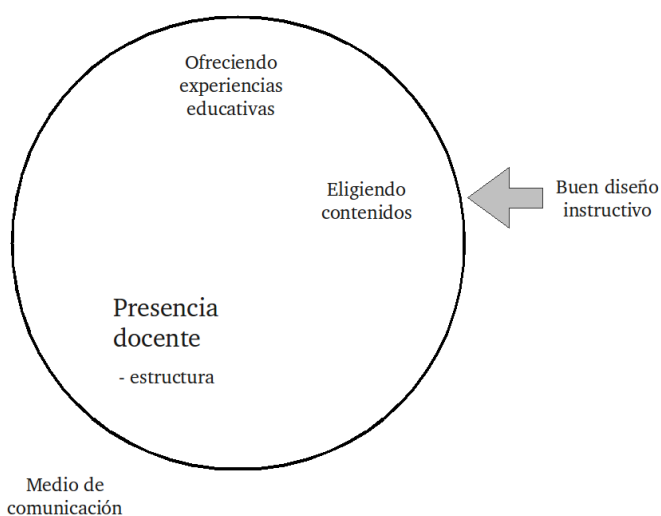 Ofreciendo
experiencias
educativas
Eligiendo
contenidos
Buen diseño
instructivo
Presencia
docente
- estructura
Medio de
comunicación